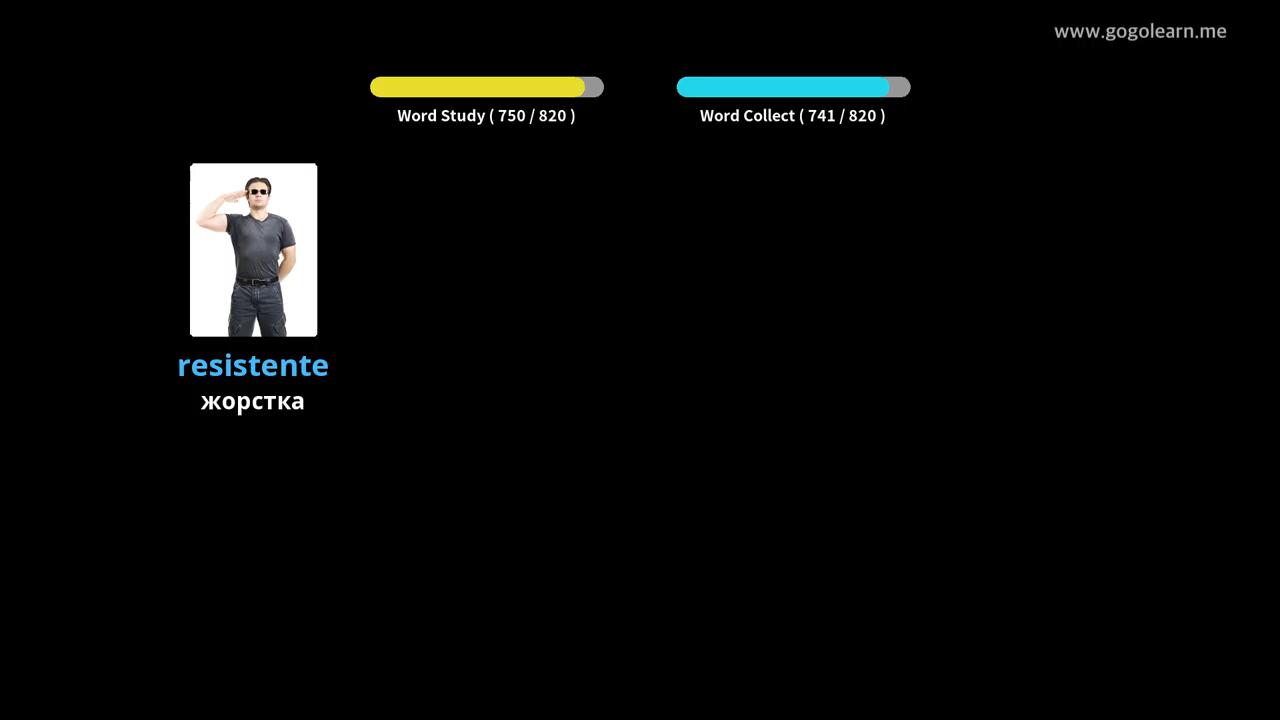 www.gogolearn.me
Word Study ( 750 / 820 )
Word Collect ( 741 / 820 )
resistente
жорстка